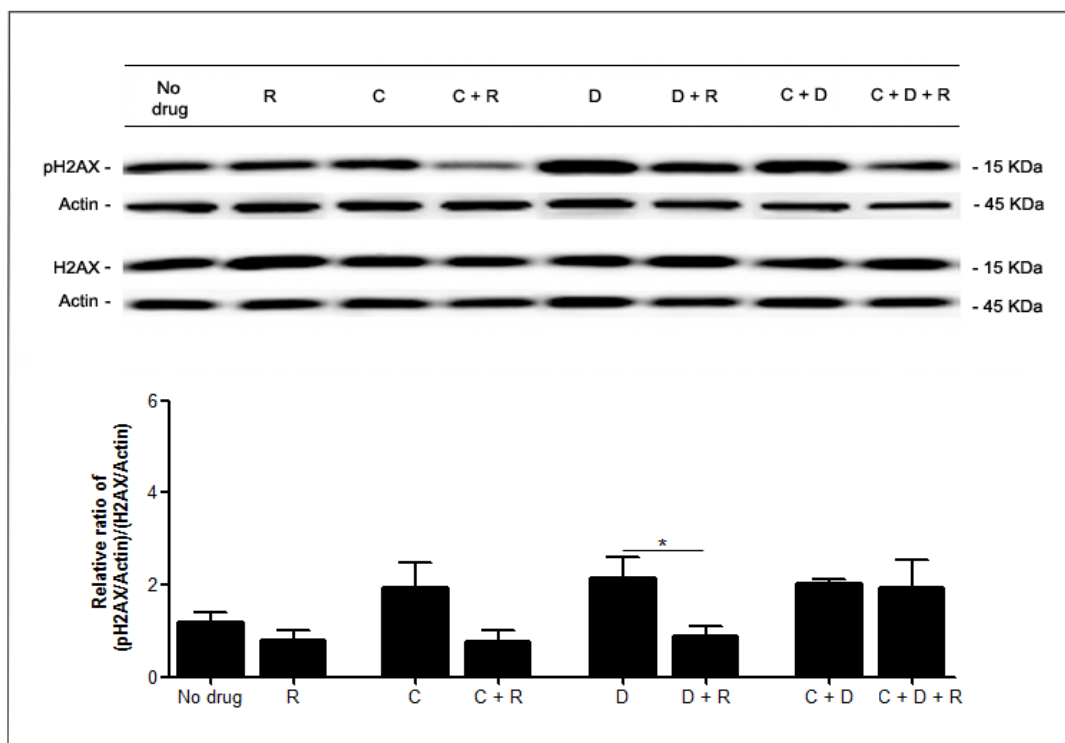 No drug R C C + R D D + R C + D C + D + R
pH2AX - - 15 KDa
Actin - - 45 KDa
H2AX - - 15 KDa
Actin - - 45 KDa
Relative ratio of
(pH2AX/Actin)/(H2AX/Actin)
6
4
2
0
*
No drug R C C + R D D + R C + D C + D + R